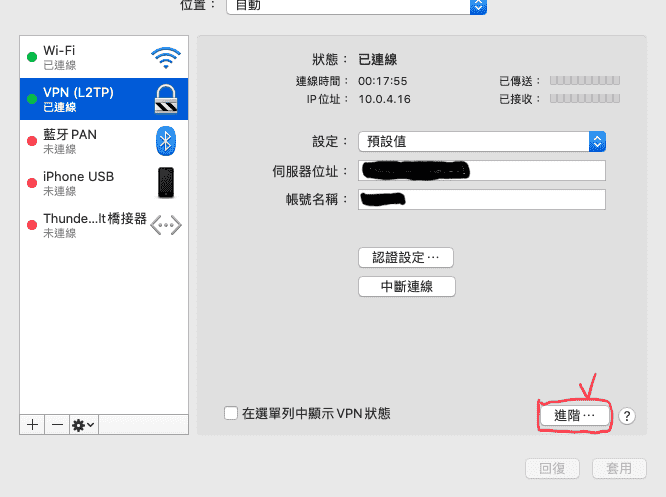 位置： 自動
Wi-Fi
已連線
VPN (L2TP)
已連線
藍牙 PAN
未連線
iPhone USB
未連線
Thunde...lt橋接器
未連線
狀態： 已連線
連線時間： 00:17:55 已傳送：
IP 位址： 10.0.4.16 已接收：
設定： 預設值
伺服器位址：
帳號名稱：
認證設定⋯
中斷連線
在選單列中顯示 VPN 狀態
進階⋯
?
回復 套用